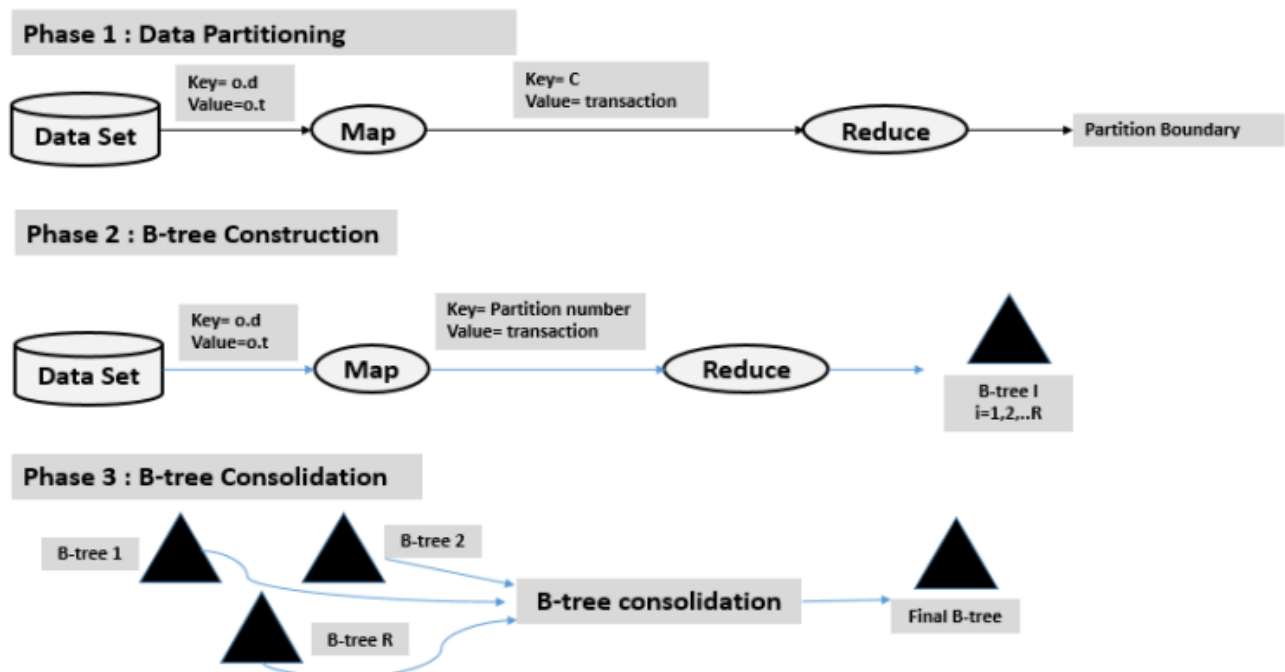 Phase 1 : Data Partitioning
Key= o.d
Value=o.t
Key= C
Value= transaction
Data Set
Map
Reduce
Partition Boundary
Phase 2 : B-tree Construction
Key= o.d
Value=o.t
Key= Partition number
Value= transaction
Data Set
Map
Reduce
B-tree I
i=1,2,..R
Phase 3 : B-tree Consolidation
B-tree 1
B-tree 2
B-tree consolidation
Final B-tree
B-tree R